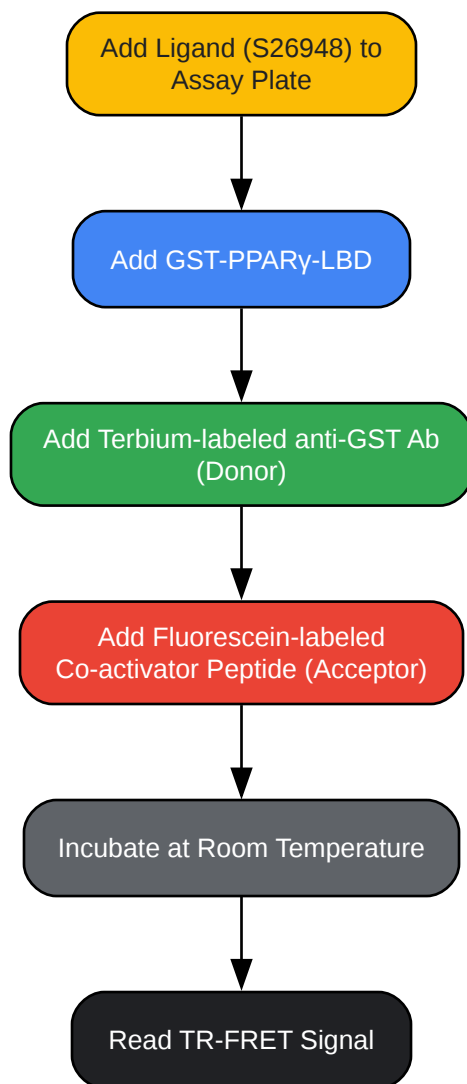 Add Ligand (S26948) to
Assay Plate
Add GST-PPARγ-LBD
Add Terbium-labeled anti-GST Ab
(Donor)
Add Fluorescein-labeled
Co-activator Peptide (Acceptor)
Incubate at Room Temperature
Read TR-FRET Signal